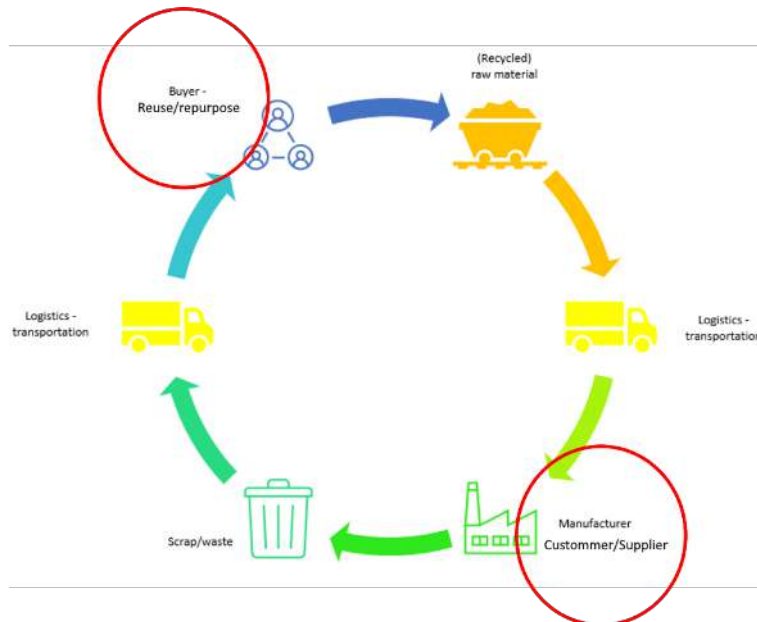 (Recycled)
raw material
Buyer -
Reuse/repurpose
Logistics -
transportation
Logistics -
transportation
Scrap/waste
Manufacturer
Custommer/Supplier